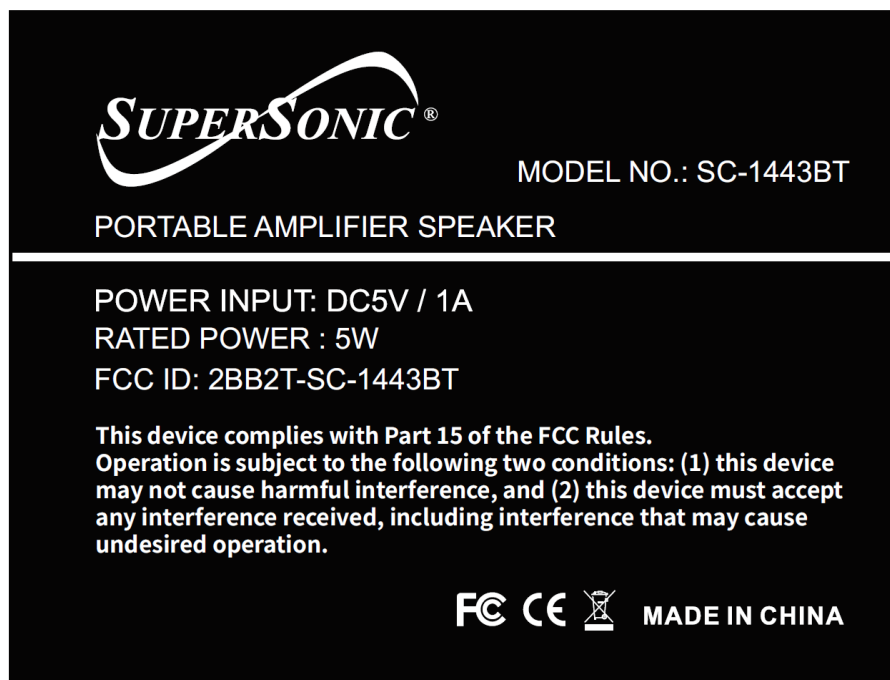 SUPERSONIC®
MODEL NO.: SC-1443BT
PORTABLE AMPLIFIER SPEAKER
POWER INPUT: DC5V / 1A
RATED POWER : 5W
FCC ID: 2BB2T-SC-1443BT
This device complies with Part 15 of the FCC Rules.
Operation is subject to the following two conditions: (1) this device
may not cause harmful interference, and (2) this device must accept
any interference received, including interference that may cause
undesired operation.
FC CE MADE IN CHINA